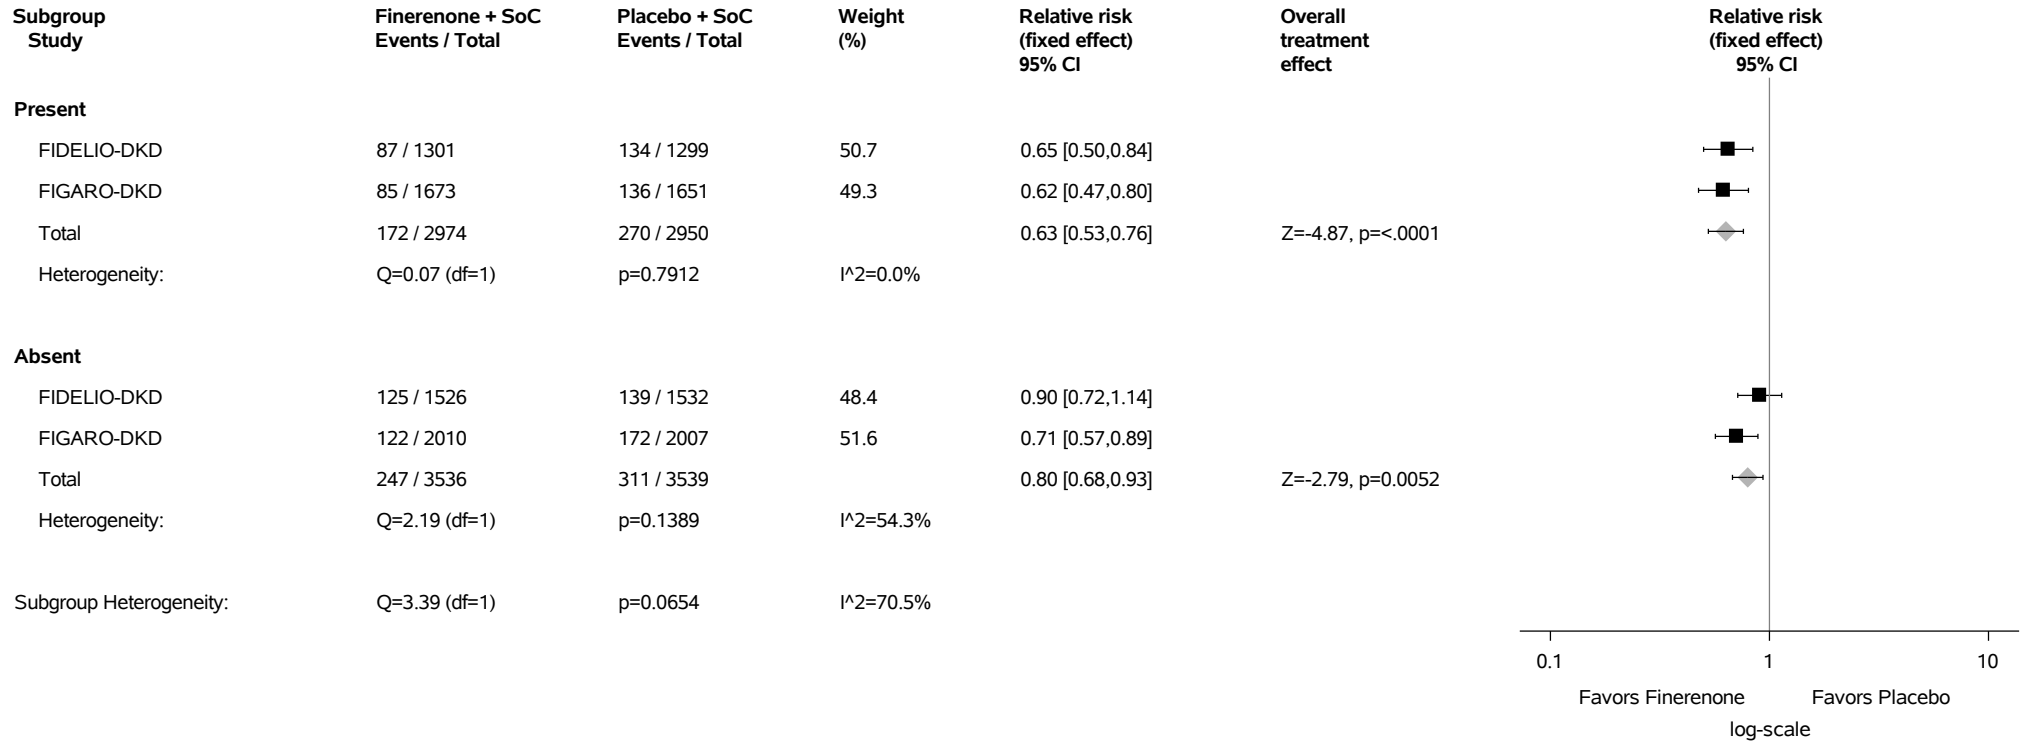 Subgroup Finerenone + SoC Placebo + SoC Weight Relative risk Overall Relative risk
Study Events / Total Events / Total (%) (fixed effect) treatment (fixed effect)
95% CI effect 95% CI
Present
FIDELIO-DKD 87 / 1301 134 / 1299 50.7 0.65 [0.50,0.84]
FIGARO-DKD 85 / 1673 136 / 1651 49.3 0.62 [0.47,0.80]
Total 172 / 2974 270 / 2950 0.63 [0.53,0.76] Z=-4.87, p=<.0001
Heterogeneity: Q=0.07 (df=1) p=0.7912 I^2=0.0%
Absent
FIDELIO-DKD 125 / 1526 139 / 1532 48.4 0.90 [0.72,1.14]
FIGARO-DKD 122 / 2010 172 / 2007 51.6 0.71 [0.57,0.89]
Total 247 / 3536 311 / 3539 0.80 [0.68,0.93] Z=-2.79, p=0.0052
Heterogeneity: Q=2.19 (df=1) p=0.1389 I^2=54.3%
Subgroup Heterogeneity: Q=3.39 (df=1) p=0.0654 I^2=70.5%
0.1 1 10
Favors Finerenone Favors Placebo
log-scale